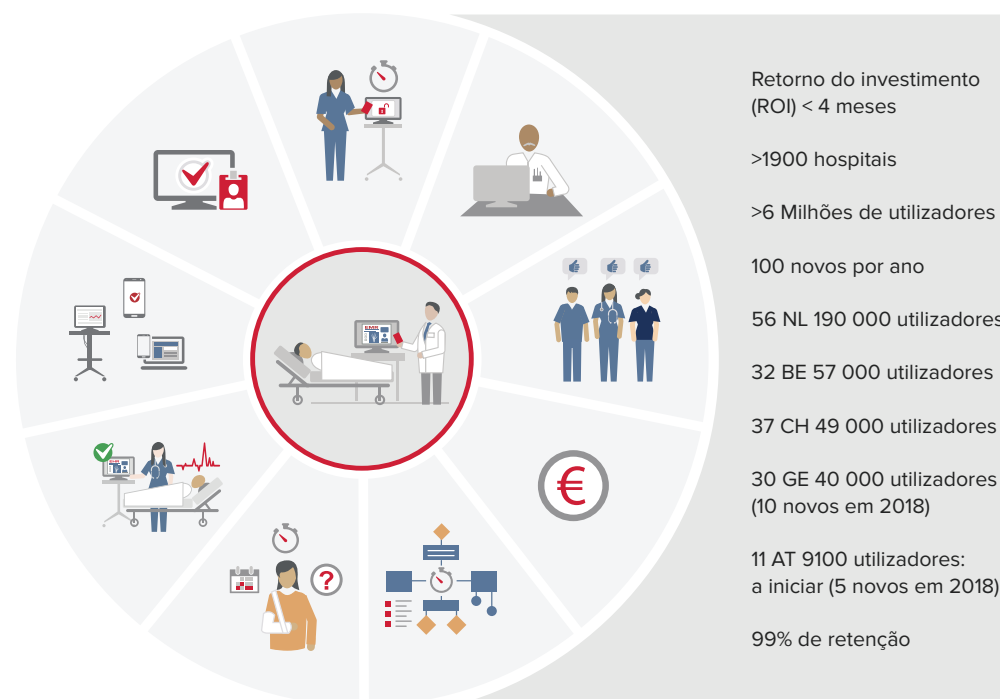 Retorno do investimento
(ROI) < 4 meses
>1900 hospitais
>6 Milhões de utilizadores
100 novos por ano
56 NL 190 000 utilizadores
32 BE 57 000 utilizadores
37 CH 49 000 utilizadores
30 GE 40 000 utilizadores
(10 novos em 2018)
11 AT 9100 utilizadores:
a iniciar (5 novos em 2018)
99% de retenção
EMR
€
?